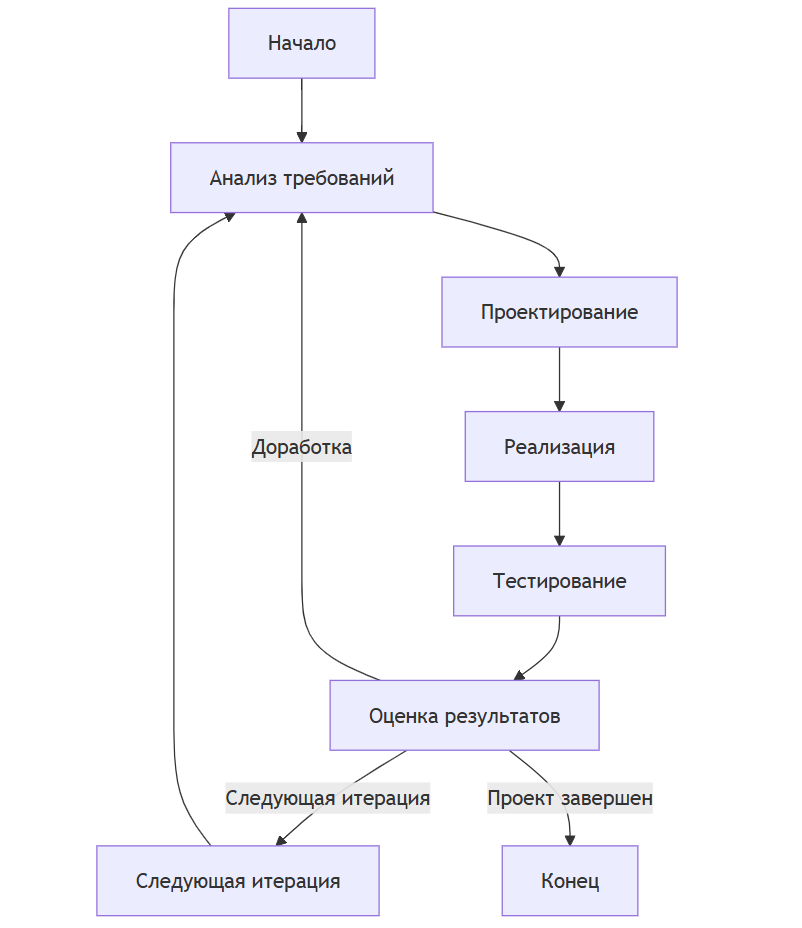 Начало
Анализ требований
Проектирование
Доработка
Реализация
Тестирование
Оценка результатов
Следующая итерация
Проект завершен
Следующая итерация
Конец